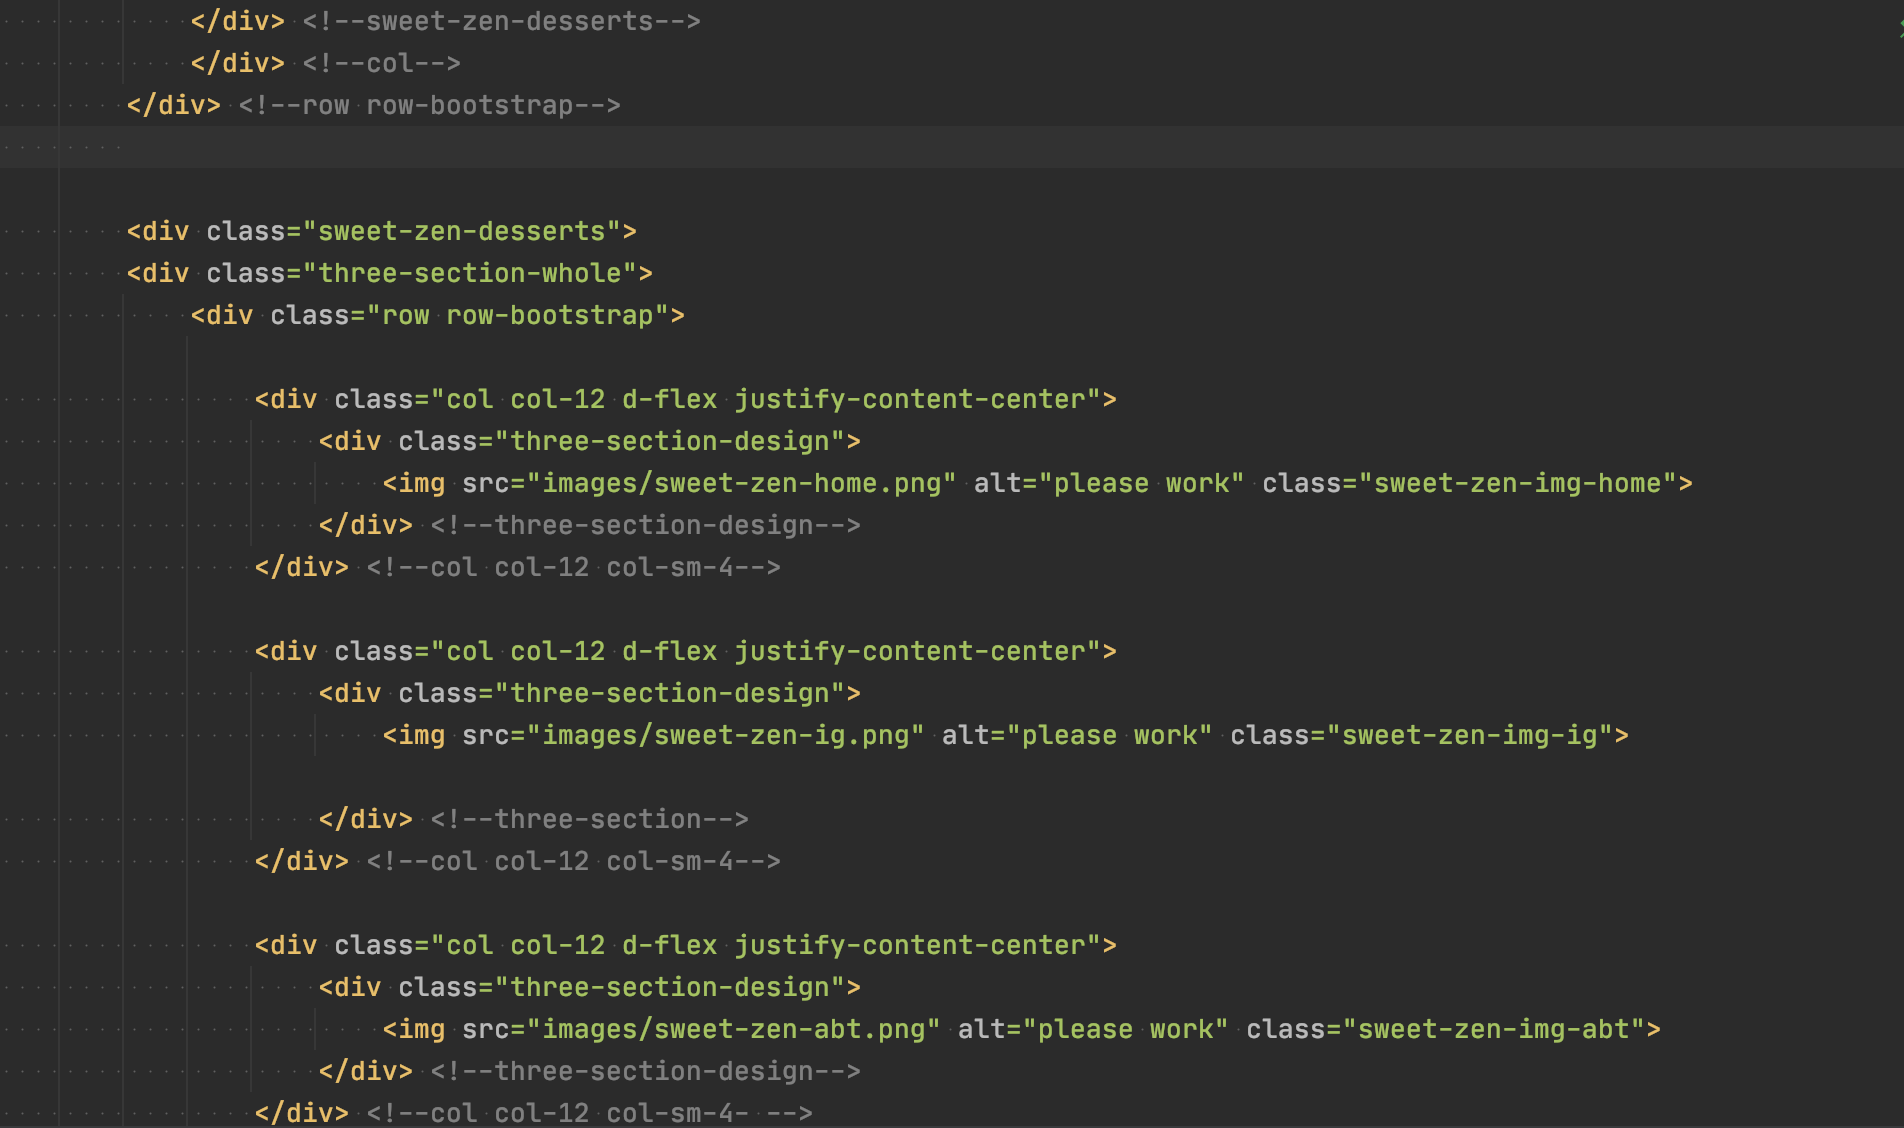 </div> <!--sweet-zen-desserts-->
</div> <!--col-->
</div> <!--row row-bootstrap-->
<div class="sweet-zen-desserts">
<div class="three-section-whole">
<div class="row row-bootstrap">
<div class="col col-12 d-flex justify-content-center">
<div class="three-section-design">
<img src="images/sweet-zen-home.png" alt="please work" class="sweet-zen-img-home">
</div> <!--three-section-design-->
</div> <!--col col-12 col-sm-4-->
<div class="col col-12 d-flex justify-content-center">
<div class="three-section-design">
<img src="images/sweet-zen-ig.png" alt="please work" class="sweet-zen-img-ig">
</div> <!--three-section-->
</div> <!--col col-12 col-sm-4-->
<div class="col col-12 d-flex justify-content-center">
<div class="three-section-design">
<img src="images/sweet-zen-abt.png" alt="please work" class="sweet-zen-img-abt">
</div> <!--three-section-design-->
</div> <!--col col-12 col-sm-4- -->